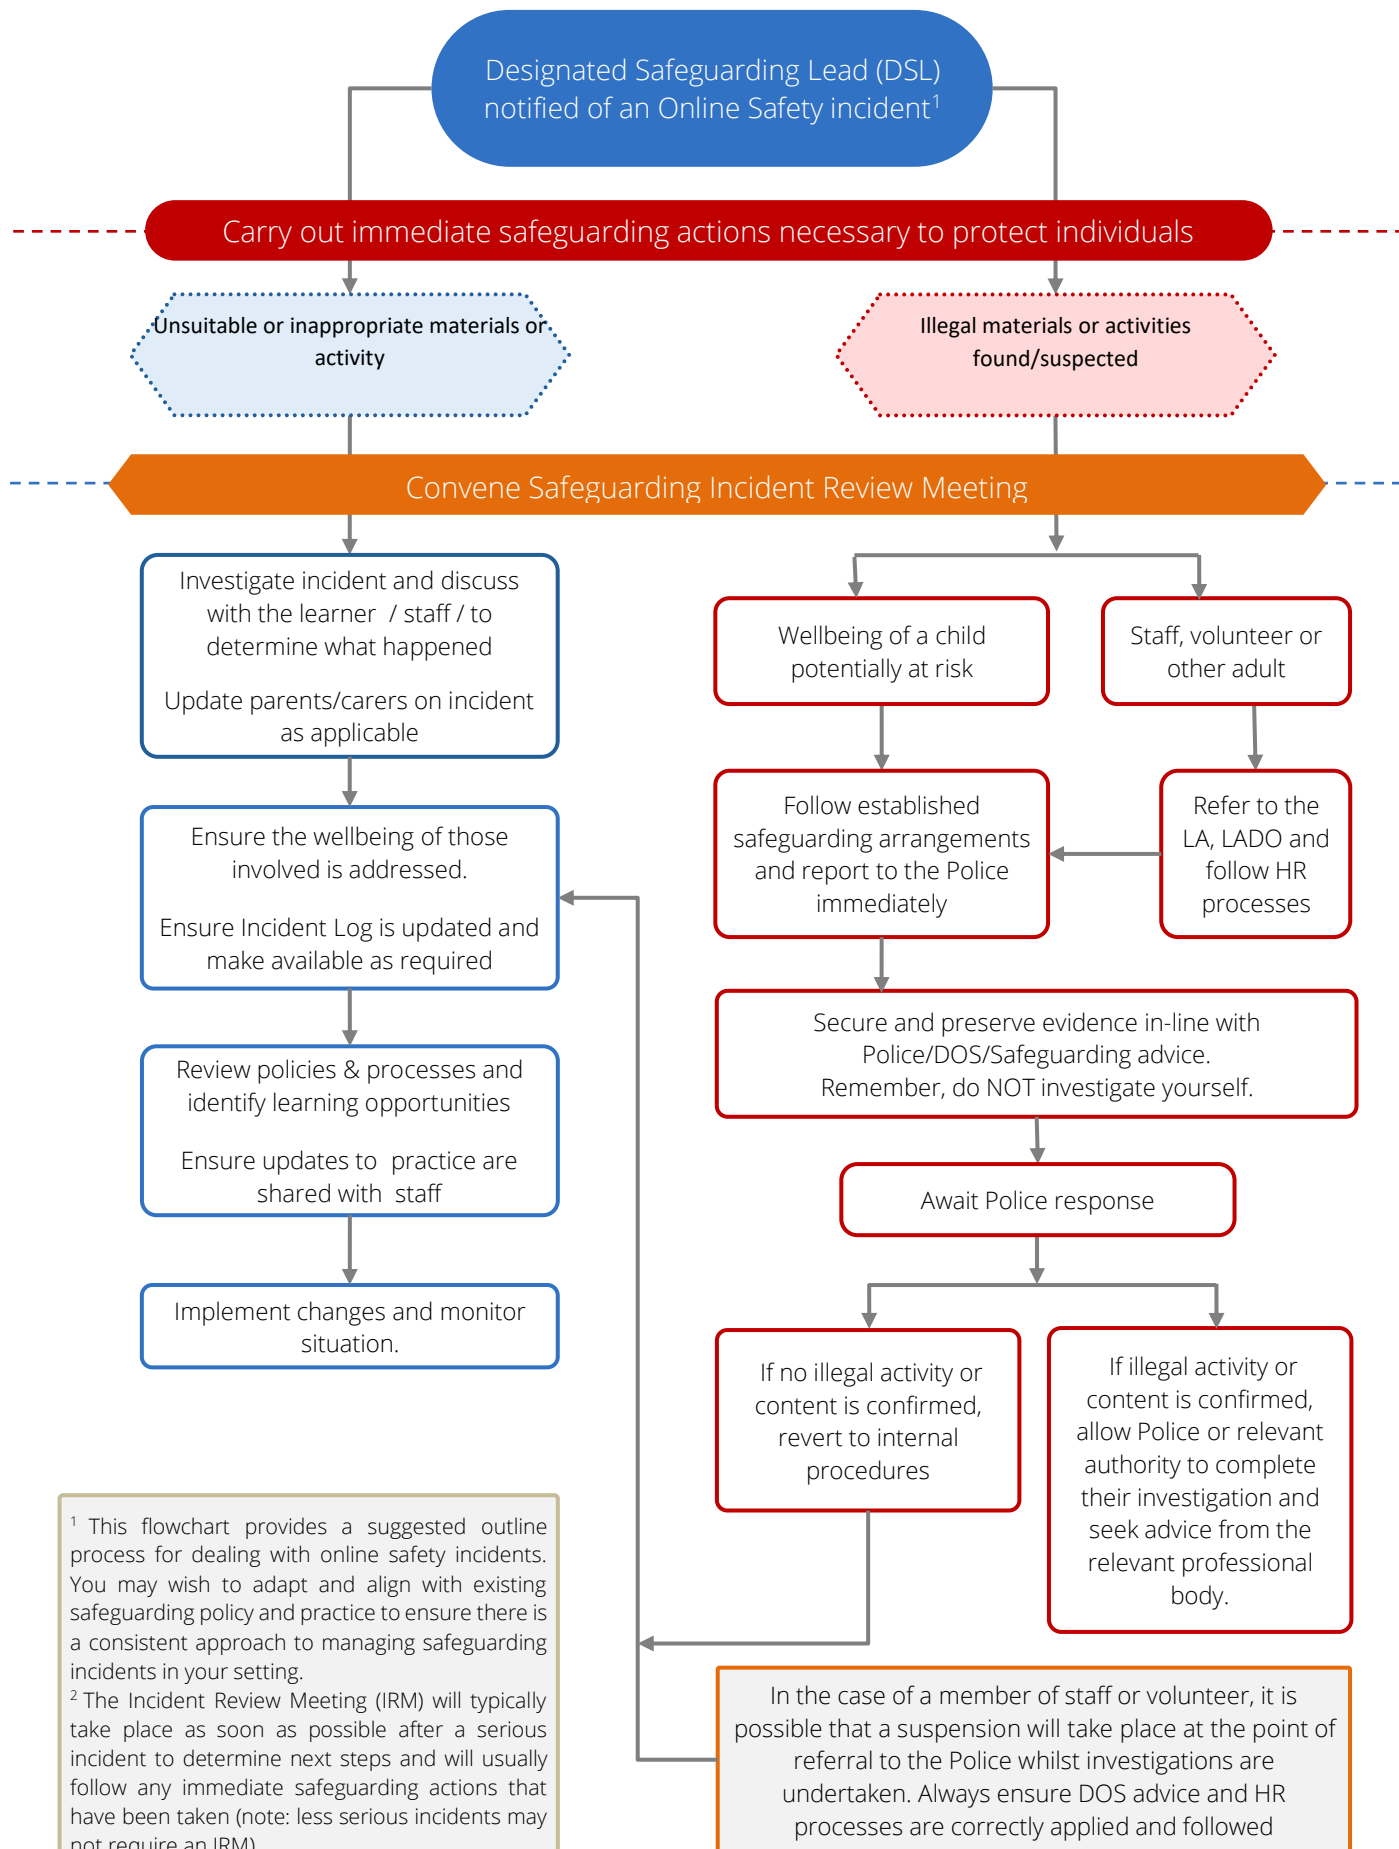 Designated Safeguarding Lead (DSL)
notified of an Online Safety incident¹
Carry out immediate safeguarding actions necessary to protect individuals
Unsuitable or inappropriate materials or
activity
Illegal materials or activities
found/suspected
Convene Safeguarding Incident Review Meeting
Investigate incident and discuss
with the learner / staff / to
determine what happened
Update parents/carers on incident
as applicable
Wellbeing of a child
potentially at risk
Staff, volunteer or
other adult
Ensure the wellbeing of those
involved is addressed.
Ensure Incident Log is updated and
make available as required
Follow established
safeguarding arrangements
and report to the Police
immediately
Refer to the
LA, LADO and
follow HR
processes
Secure and preserve evidence in-line with
Police/DOS/Safeguarding advice.
Remember, do NOT investigate yourself.
Review policies & processes and
identify learning opportunities
Ensure updates to practice are
shared with staff
Await Police response
Implement changes and monitor
situation.
If no illegal activity or
content is confirmed,
revert to internal
procedures
If illegal activity or
content is confirmed,
allow Police or relevant
authority to complete
their investigation and
seek advice from the
relevant professional
body.
¹ This flowchart provides a suggested outline
process for dealing with online safety incidents.
You may wish to adapt and align with existing
safeguarding policy and practice to ensure there is
a consistent approach to managing safeguarding
incidents in your setting.
² The Incident Review Meeting (IRM) will typically
take place as soon as possible after a serious
incident to determine next steps and will usually
follow any immediate safeguarding actions that
have been taken (note: less serious incidents may
not require an IRM)
In the case of a member of staff or volunteer, it is
possible that a suspension will take place at the point of
referral to the Police whilst investigations are
undertaken. Always ensure DOS advice and HR
processes are correctly applied and followed